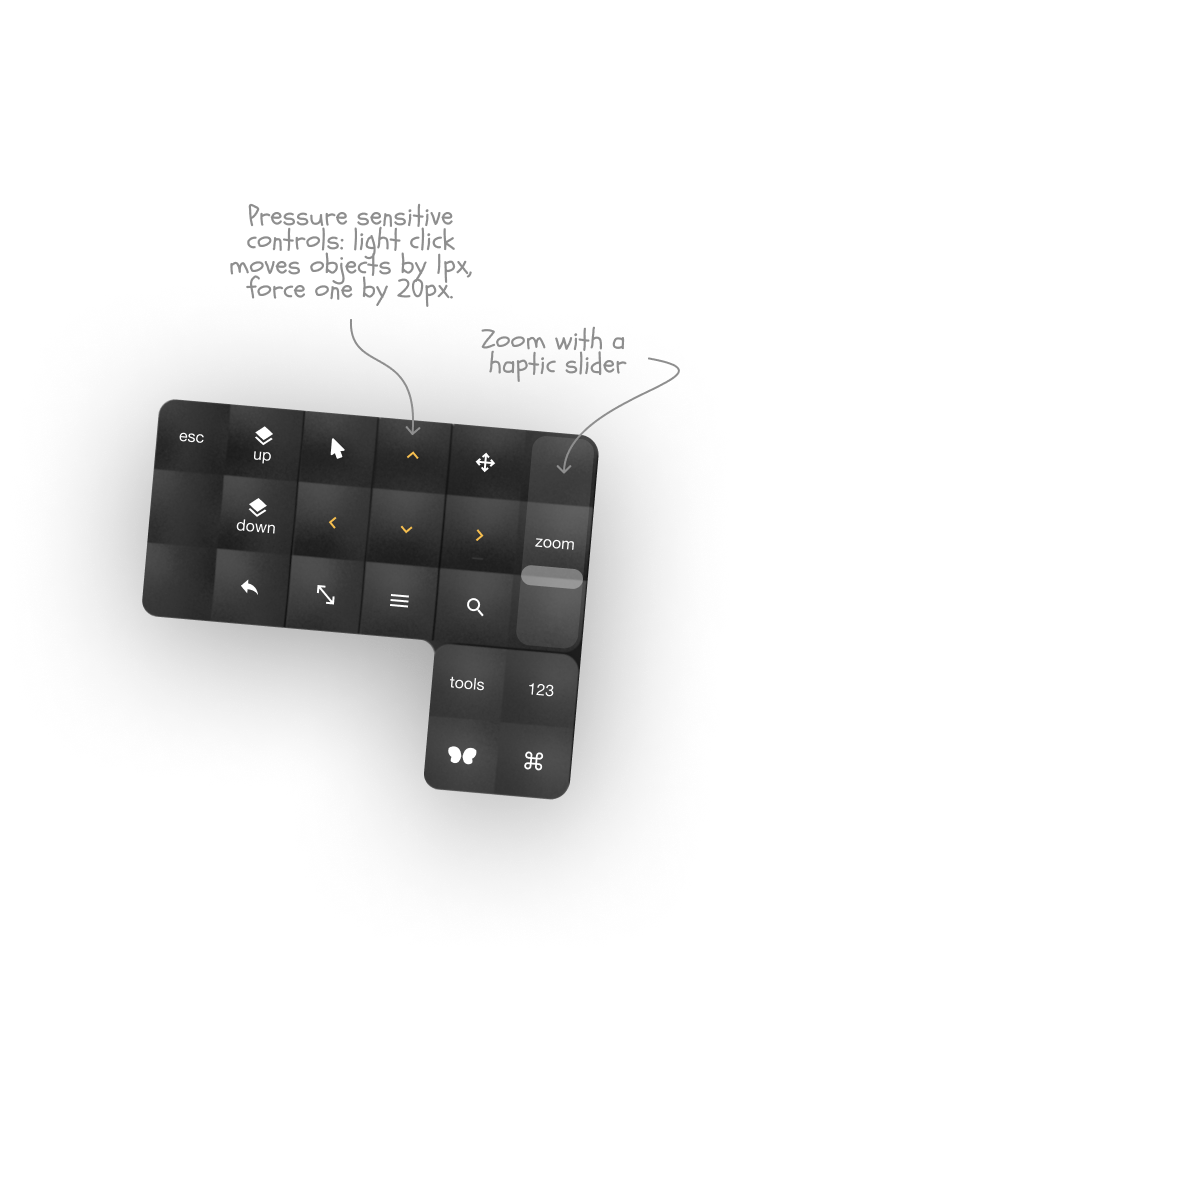 Pressure sensitive
controls: light click
moves objects by 1px,
force one by 20px.
Zoom with a
haptic slider
esc
up
down
zoom
tools
123